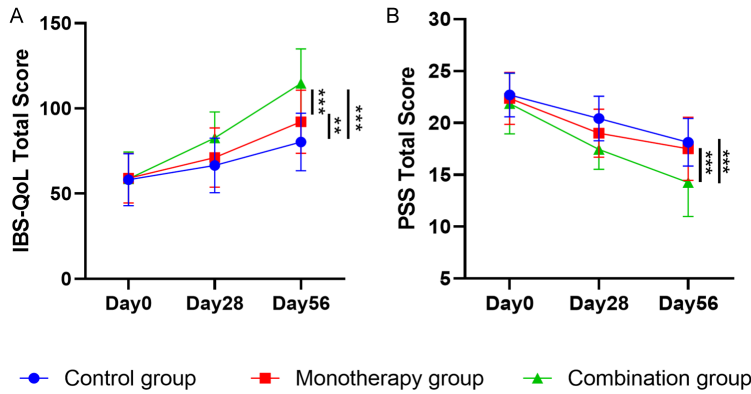 A
IBS-QoL Total Score
150
100
50
0
Day0 Day28 Day56
***
**
***
B
PSS Total Score
30
25
20
15
10
5
Day0 Day28 Day56
***
***
Control group Monotherapy group Combination group